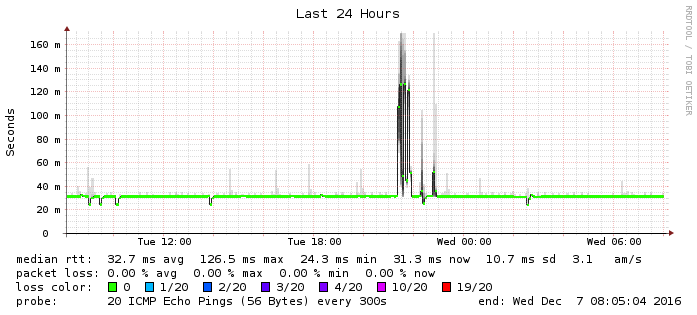 Last 24 Hours
RRDTOOL / TOBI OETIKER
Seconds
160 m
140 m
120 m
100 m
80 m
60 m
40 m
20 m
0
Tue 12:00 Tue 18:00 Wed 00:00 Wed 06:00
median rtt: 32.7 ms avg 126.5 ms max 24.3 ms min 31.3 ms now 10.7 ms sd 3.1 am/s
packet loss: 0.00 % avg 0.00 % max 0.00 % min 0.00 % now
loss color: 0 1/20 2/20 3/20 4/20 10/20 19/20
probe: 20 ICMP Echo Pings (56 Bytes) every 300s end: Wed Dec 7 08:05:04 2016